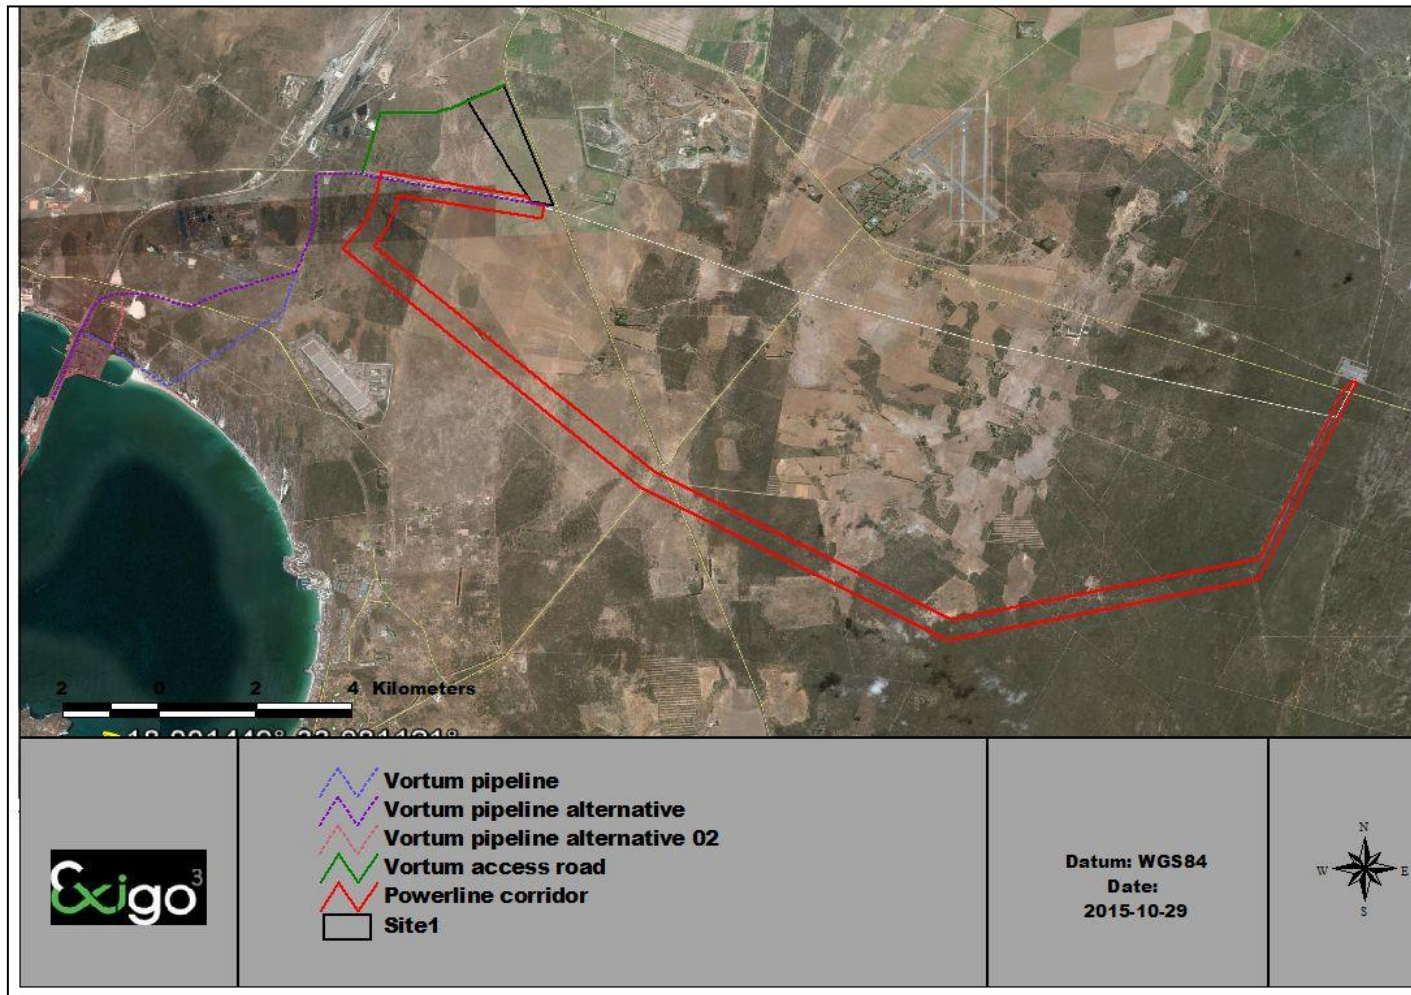 2 0 2 4 Kilometers
Vortum pipeline
Vortum pipeline alternative
Vortum pipeline alternative 02
Vortum access road
Powerline corridor
Site1
Exigo3
Datum: WGS84
Date:
2015-10-29
N
W E
S